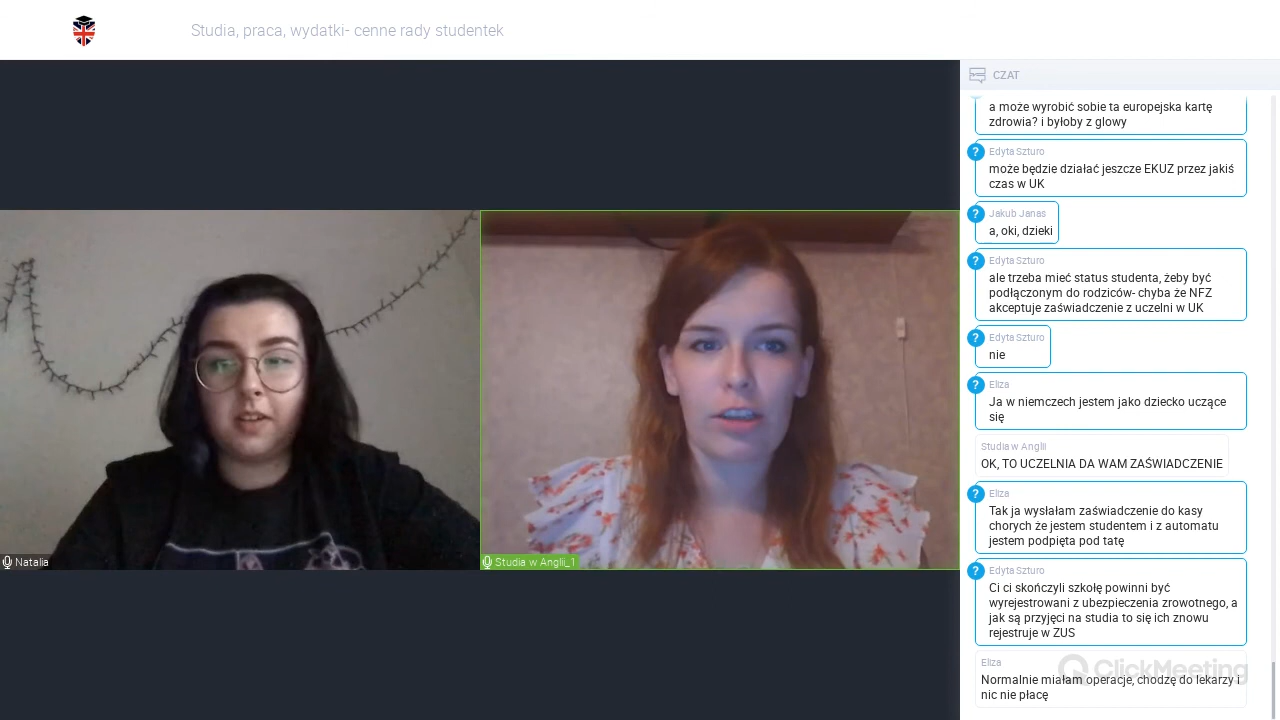 Studia, praca, wydatki- cenne rady studentek
CZAT
a może wyrobić sobie ta europejska kartę
zdrowia? i byłoby z glowy
Edyta Szturo
może będzie działać jeszcze EKUZ przez jakiś
czas w UK
Jakub Janas
a, oki, dzieki
Edyta Szturo
ale trzeba mieć status studenta, żeby być
podłączonym do rodziców- chyba że NFZ
akceptuje zaświadczenie z uczelni w UK
Edyta Szturo
nie
Eliza
Ja w niemczech jestem jako dziecko uczące
się
Studia w Anglii
OK, TO UCZELNIA DA WAM ZAŚWIADCZENIE
Eliza
Tak ja wysłałam zaświadczenie do kasy
chorych że jestem studentem i z automatu
jestem podpięta pod tatę
Edyta Szturo
Ci ci skończyli szkołę powinni być
wyrejestrowani z ubezpieczenia zrowotnego, a
jak są przyjęci na studia to się ich znowu
rejestruje w ZUS
Eliza
Normalnie miałam operacje, chodzę do lekarzy i
nic nie płacę
ClickMeeting
Natalia
Studia w Anglii_1